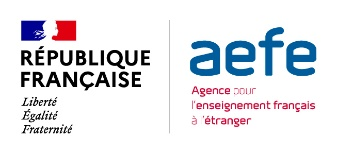 RÉPUBLIQUE
FRANÇAISE
Liberté
Égalité
Fraternité
aefe
Agence pour
l'enseignement français
à l'étranger